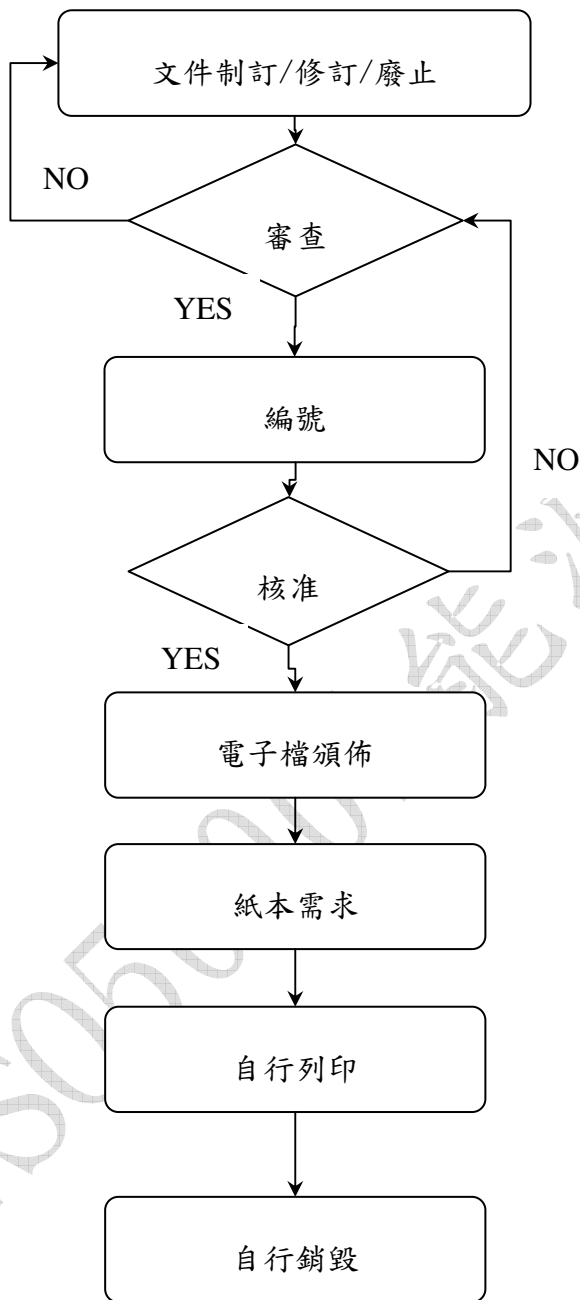 文件制訂/修訂/廢止
NO
審查
YES
編號
NO
核准
YES
電子檔頒佈
紙本需求
自行列印
自行銷毀